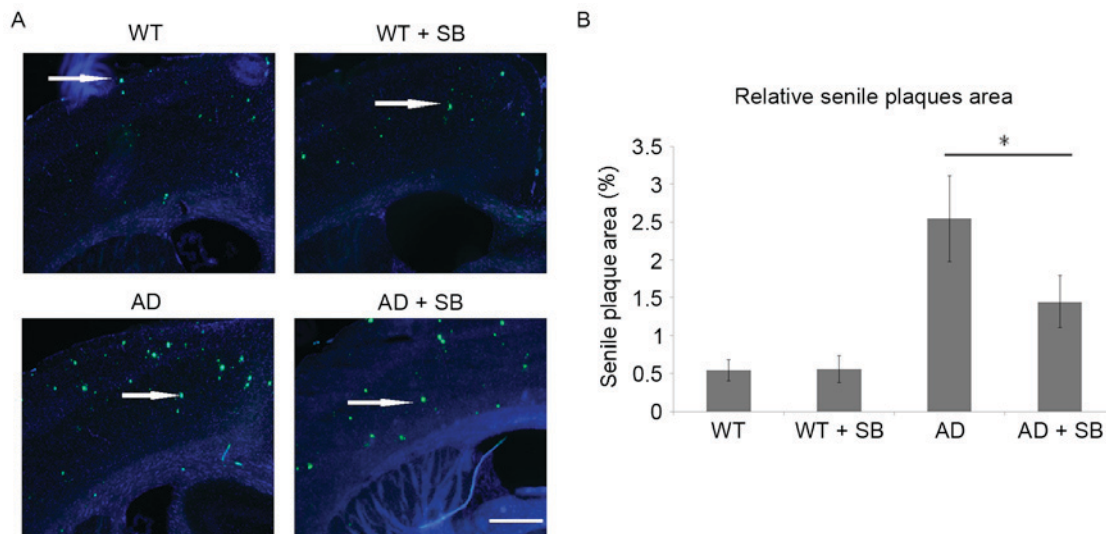 A
WT
WT + SB
AD
AD + SB
B
Relative senile plaques area
*
Senile plaque area (%)
3.5
3
2.5
2
1.5
1
0.5
0
WT
WT + SB
AD
AD + SB